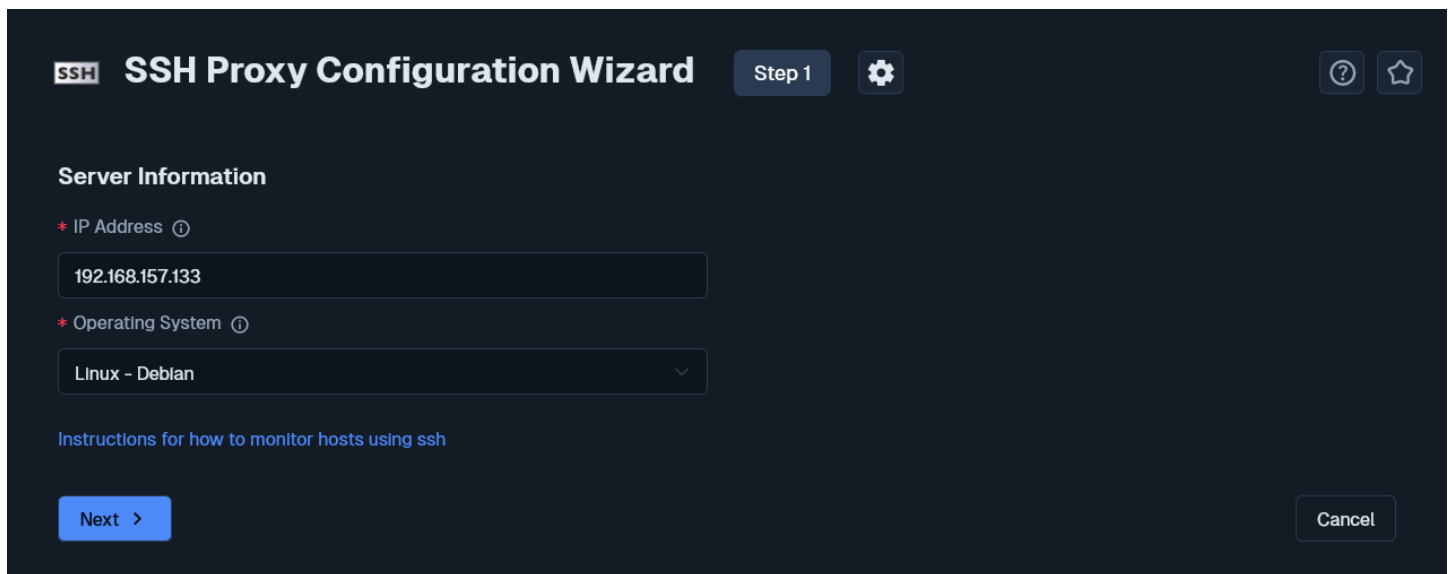 SSH SSH Proxy Configuration Wizard Step 1
Server Information
* IP Address
192.168.157.133
* Operating System
Linux - Debian
Instructions for how to monitor hosts using ssh
Next
Cancel